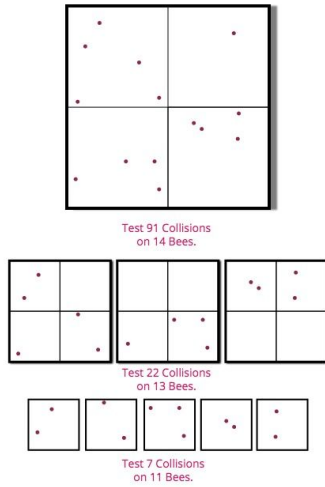 Test 91 Collisions
on 14 Bees.
Test 22 Collisions
on 13 Bees.
Test 7 Collisions
on 11 Bees.